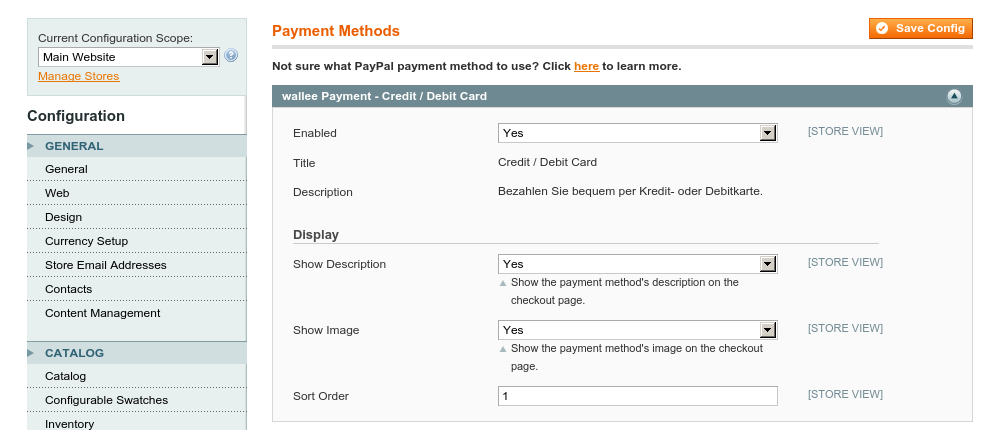 Current Configuration Scope:
Main Website
Manage Stores
Configuration
GENERAL
General
Web
Design
Currency Setup
Store Email Addresses
Contacts
Content Management
CATALOG
Catalog
Configurable Swatches
Inventory
Payment Methods
Save Config
Not sure what PayPal payment method to use? Click here to learn more.
wallee Payment - Credit / Debit Card
Enabled Yes [STORE VIEW]
Title Credit / Debit Card
Description Bezahlen Sie bequem per Kredit- oder Debitkarte.
Display
Show Description Yes [STORE VIEW]
Show the payment method's description on the
checkout page.
Show Image Yes [STORE VIEW]
Show the payment method's image on the checkout
page.
Sort Order 1 [STORE VIEW]